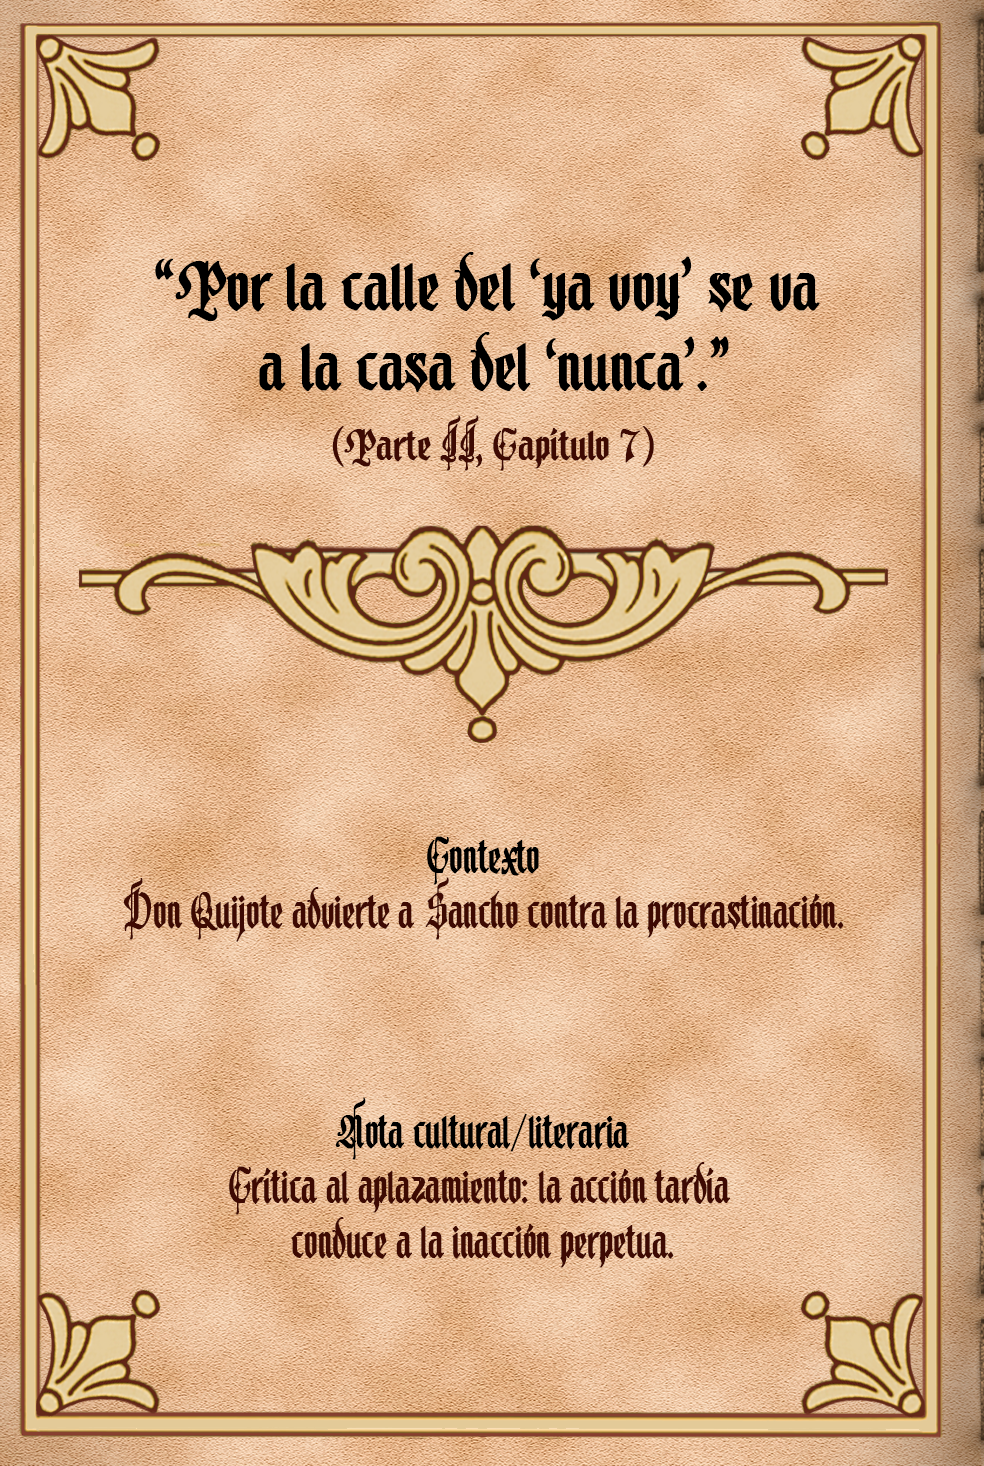 “Por la calle del ‘ya voy’ se va
a la casa del ‘nunca’.”
(Parte II, Capítulo 7)
Contexto
Don Quijote advierte a Sancho contra la procrastinación.
Nota cultural/literaria
Crítica al aplazamiento: la acción tardía
conduce a la inacción perpetua.